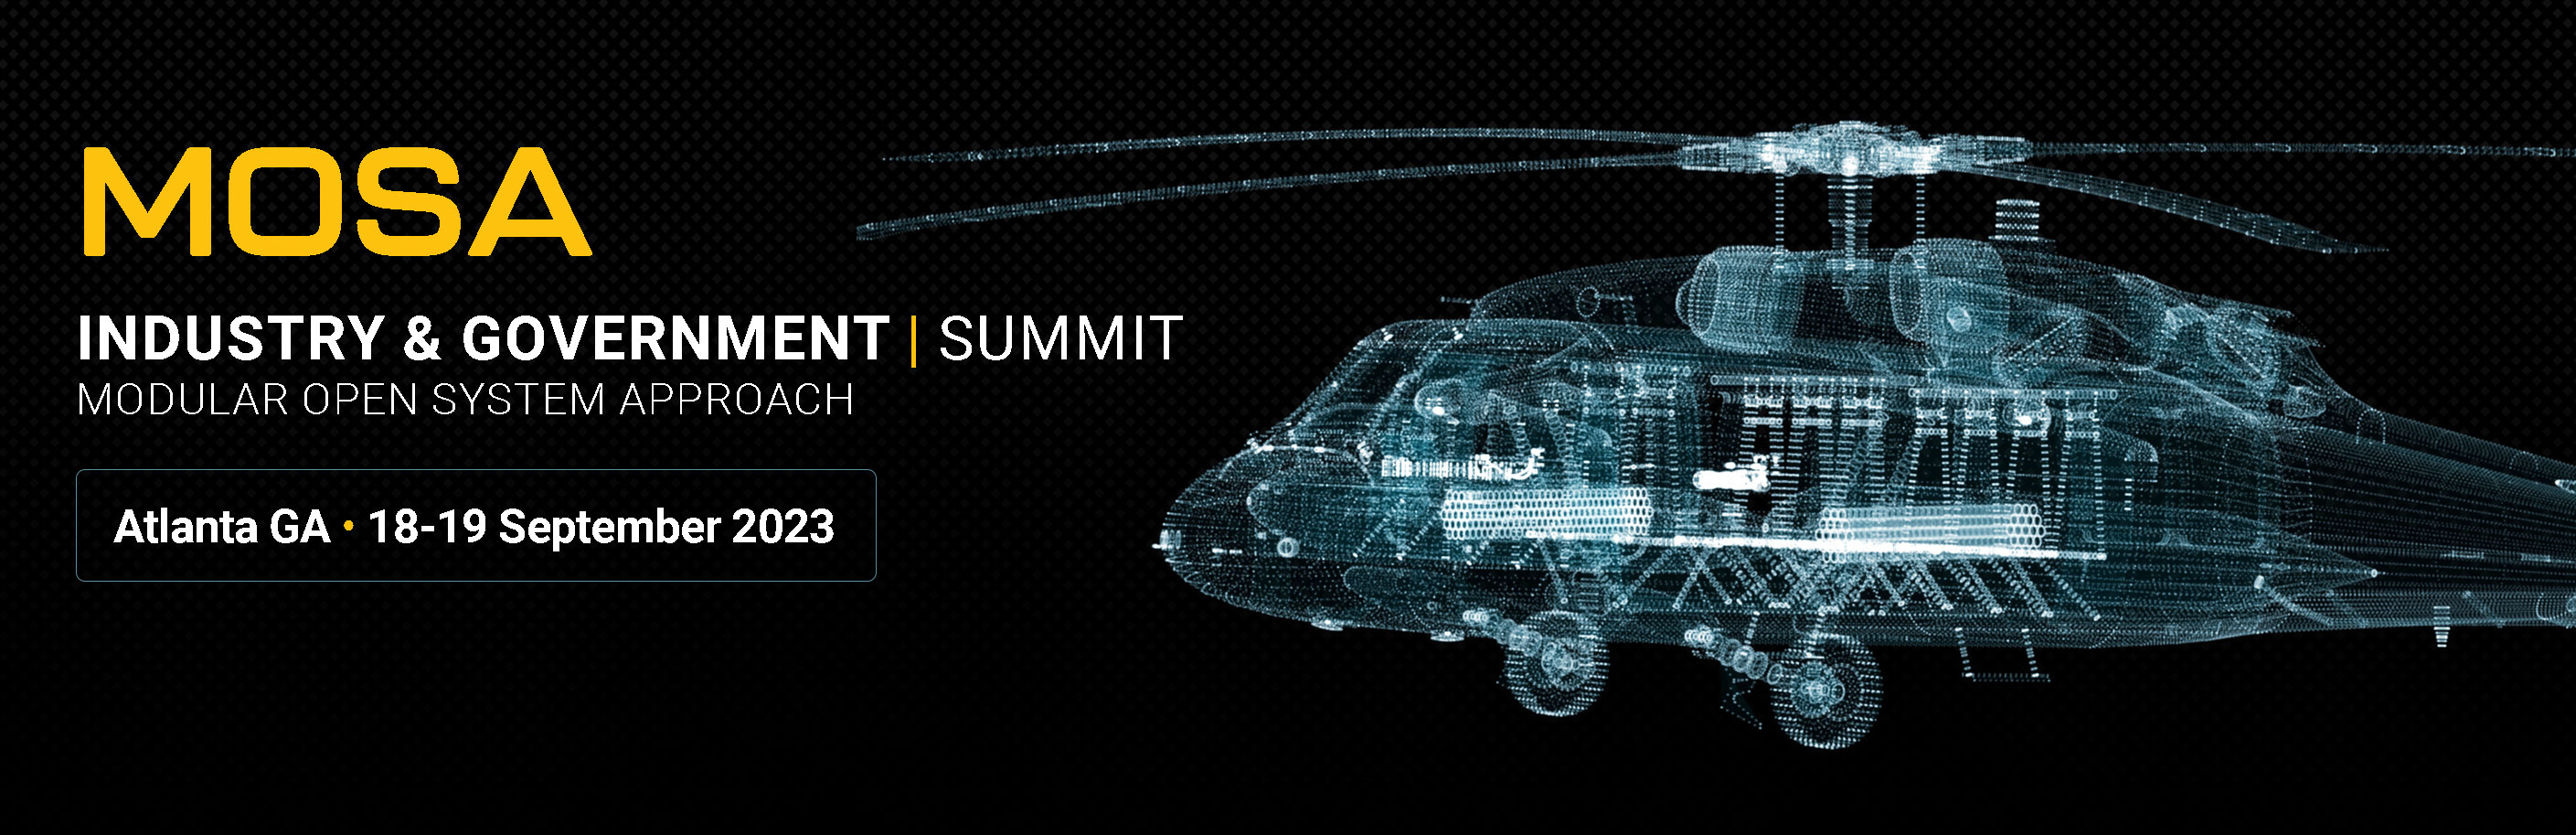 MOSA
INDUSTRY & GOVERNMENT | SUMMIT
MODULAR OPEN SYSTEM APPROACH
Atlanta GA • 18-19 September 2023